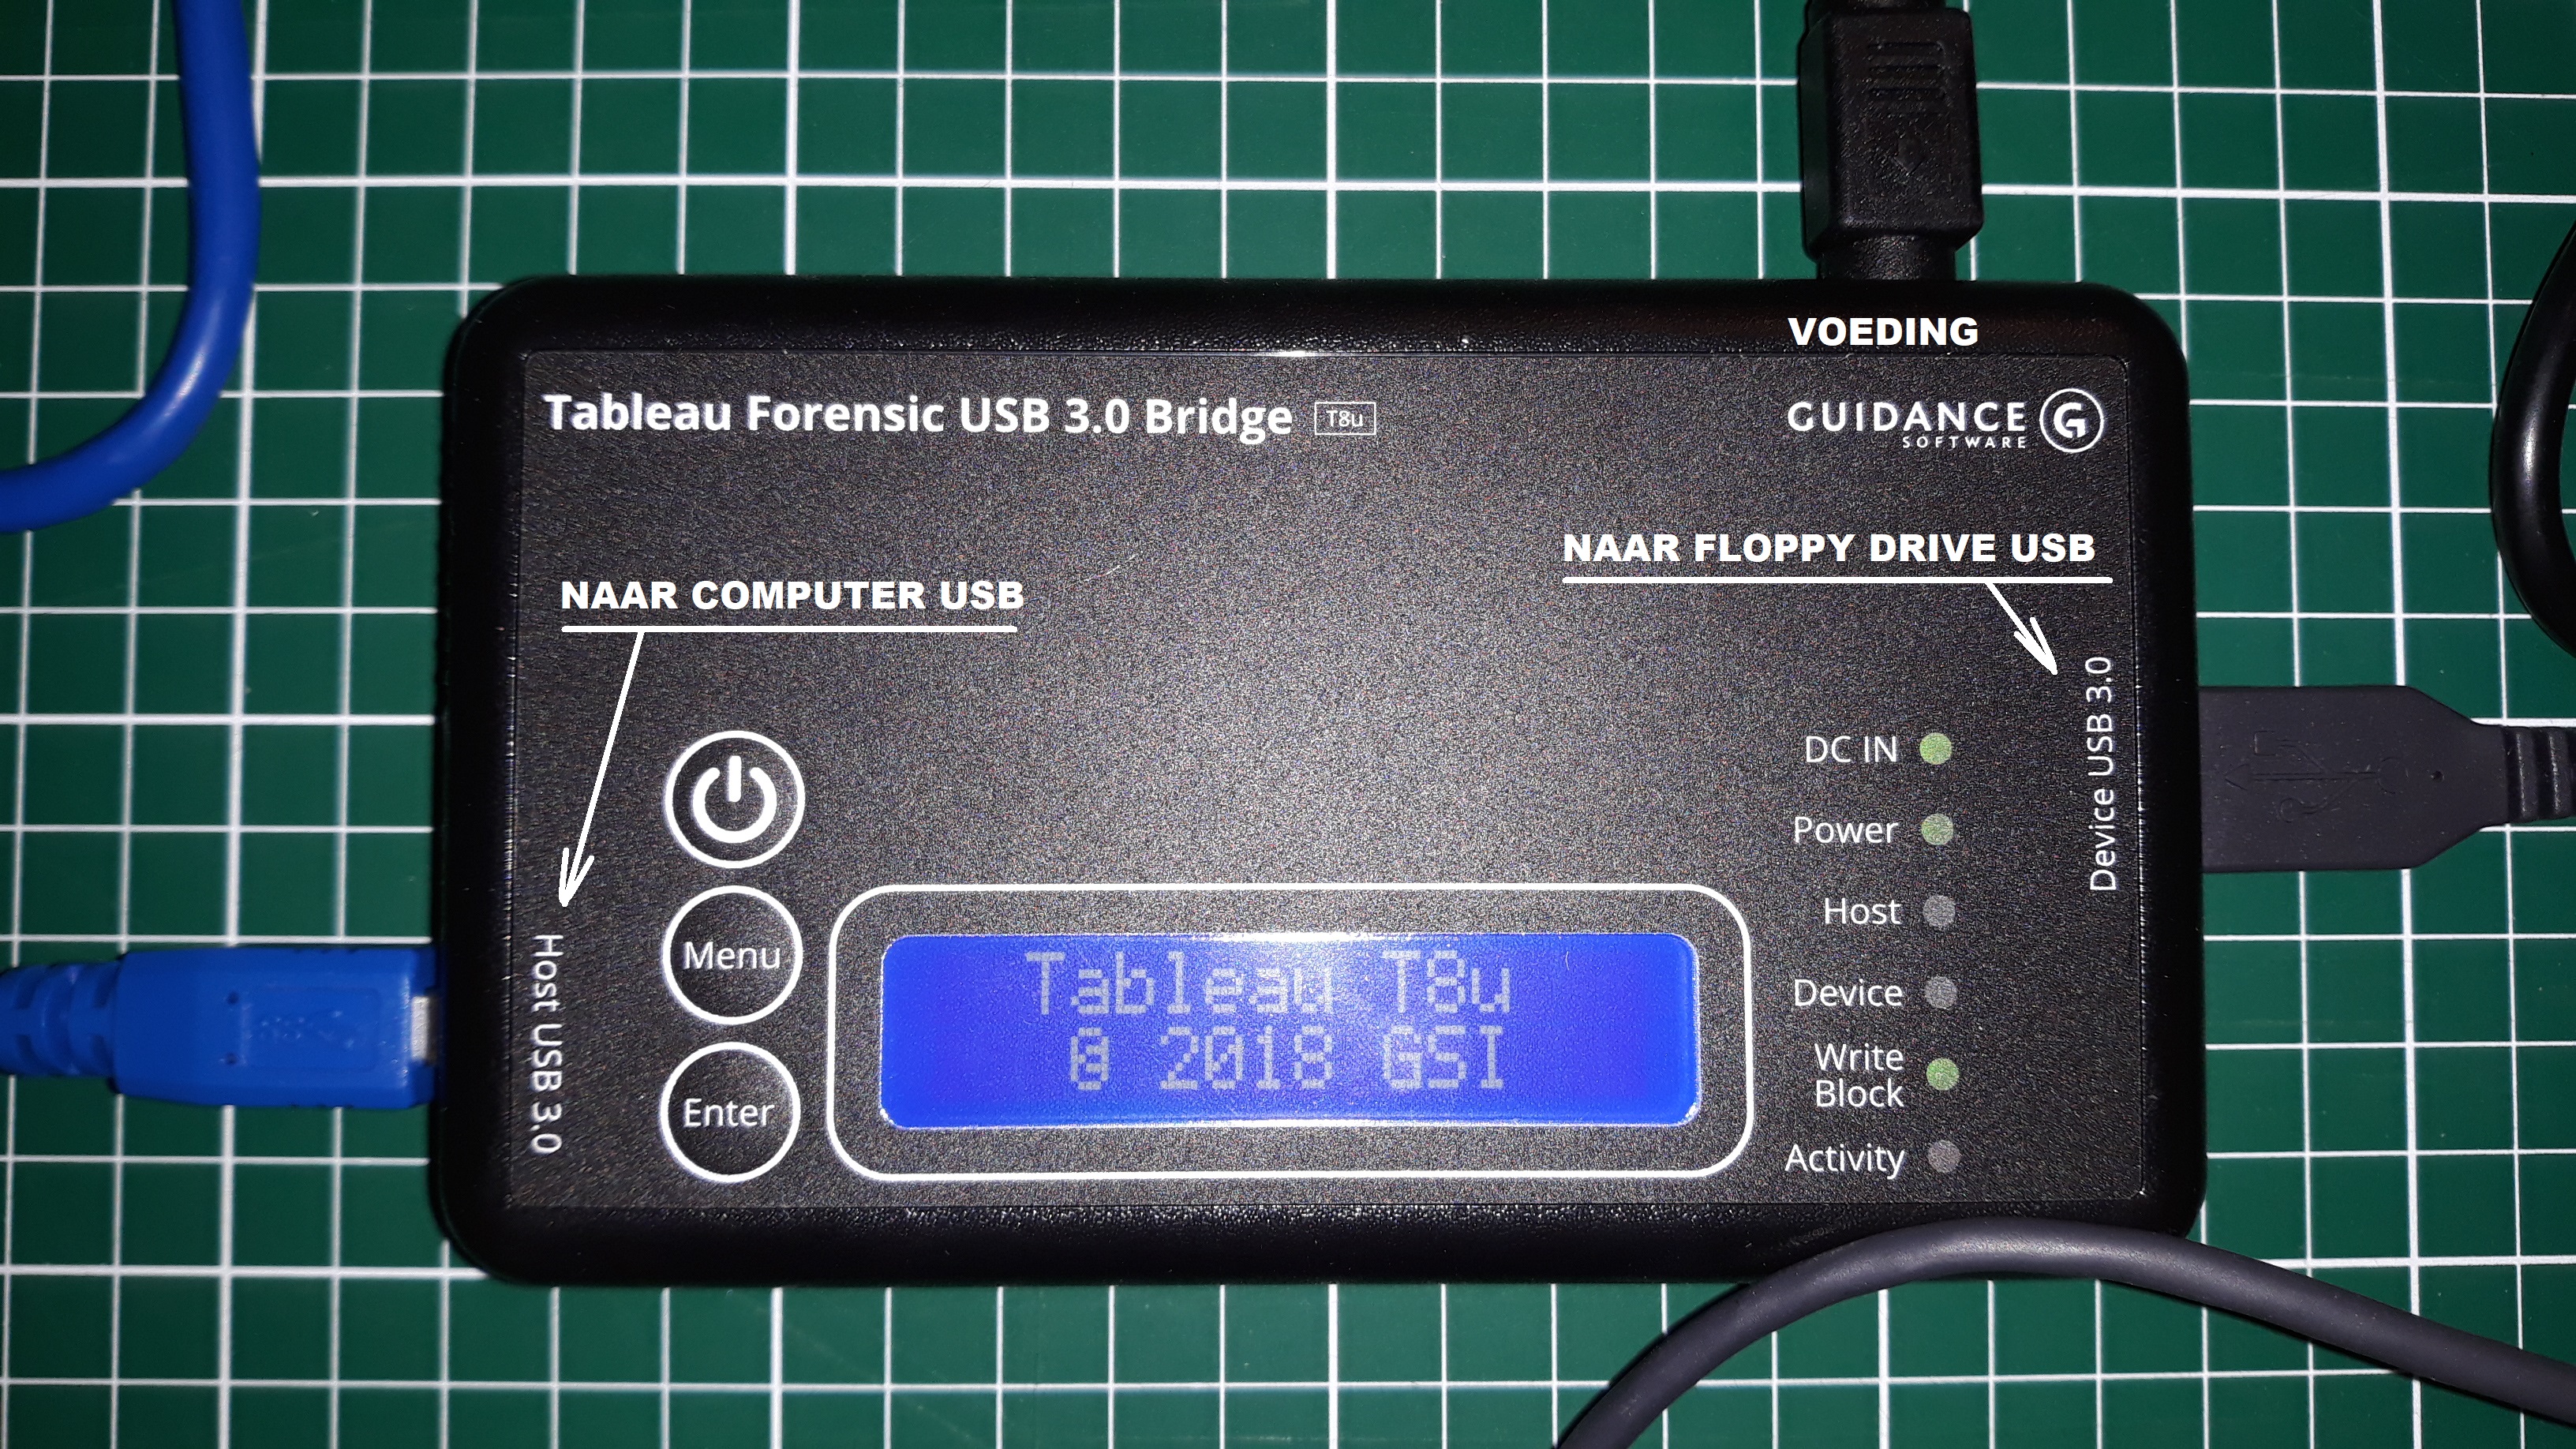 VOEDING
Tableau Forensic USB 3.0 Bridge T8u
GUIDANCE G
SOFTWARE
NAAR FLOPPY DRIVE USB
NAAR COMPUTER USB
Device USB 3.0
DC IN
Power
Host
Device
Write
Block
Activity
Menu
Enter
Host USB 3.0
Tableau T8u
© 2018 GSI